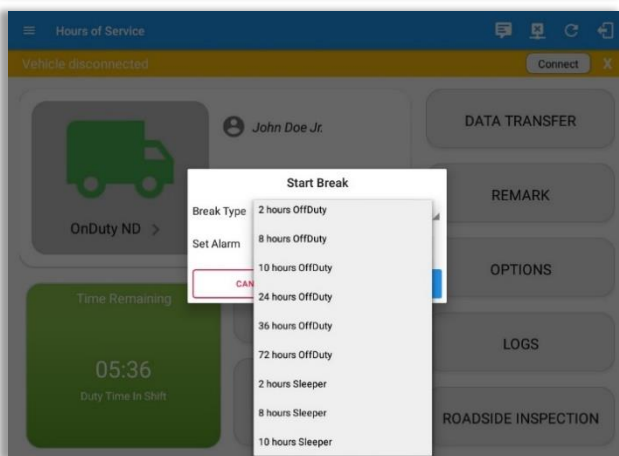 Hours of Service
Vehicle disconnected
Connect
X
John Doe Jr.
OnDuty ND >
Time Remaining
05:36
Duty Time In Shift
DATA TRANSFER
REMARK
OPTIONS
LOGS
ROADSIDE INSPECTION
Start Break
Break Type
Set Alarm
CAN
2 hours OffDuty
8 hours OffDuty
10 hours OffDuty
24 hours OffDuty
36 hours OffDuty
72 hours OffDuty
2 hours Sleeper
8 hours Sleeper
10 hours Sleeper